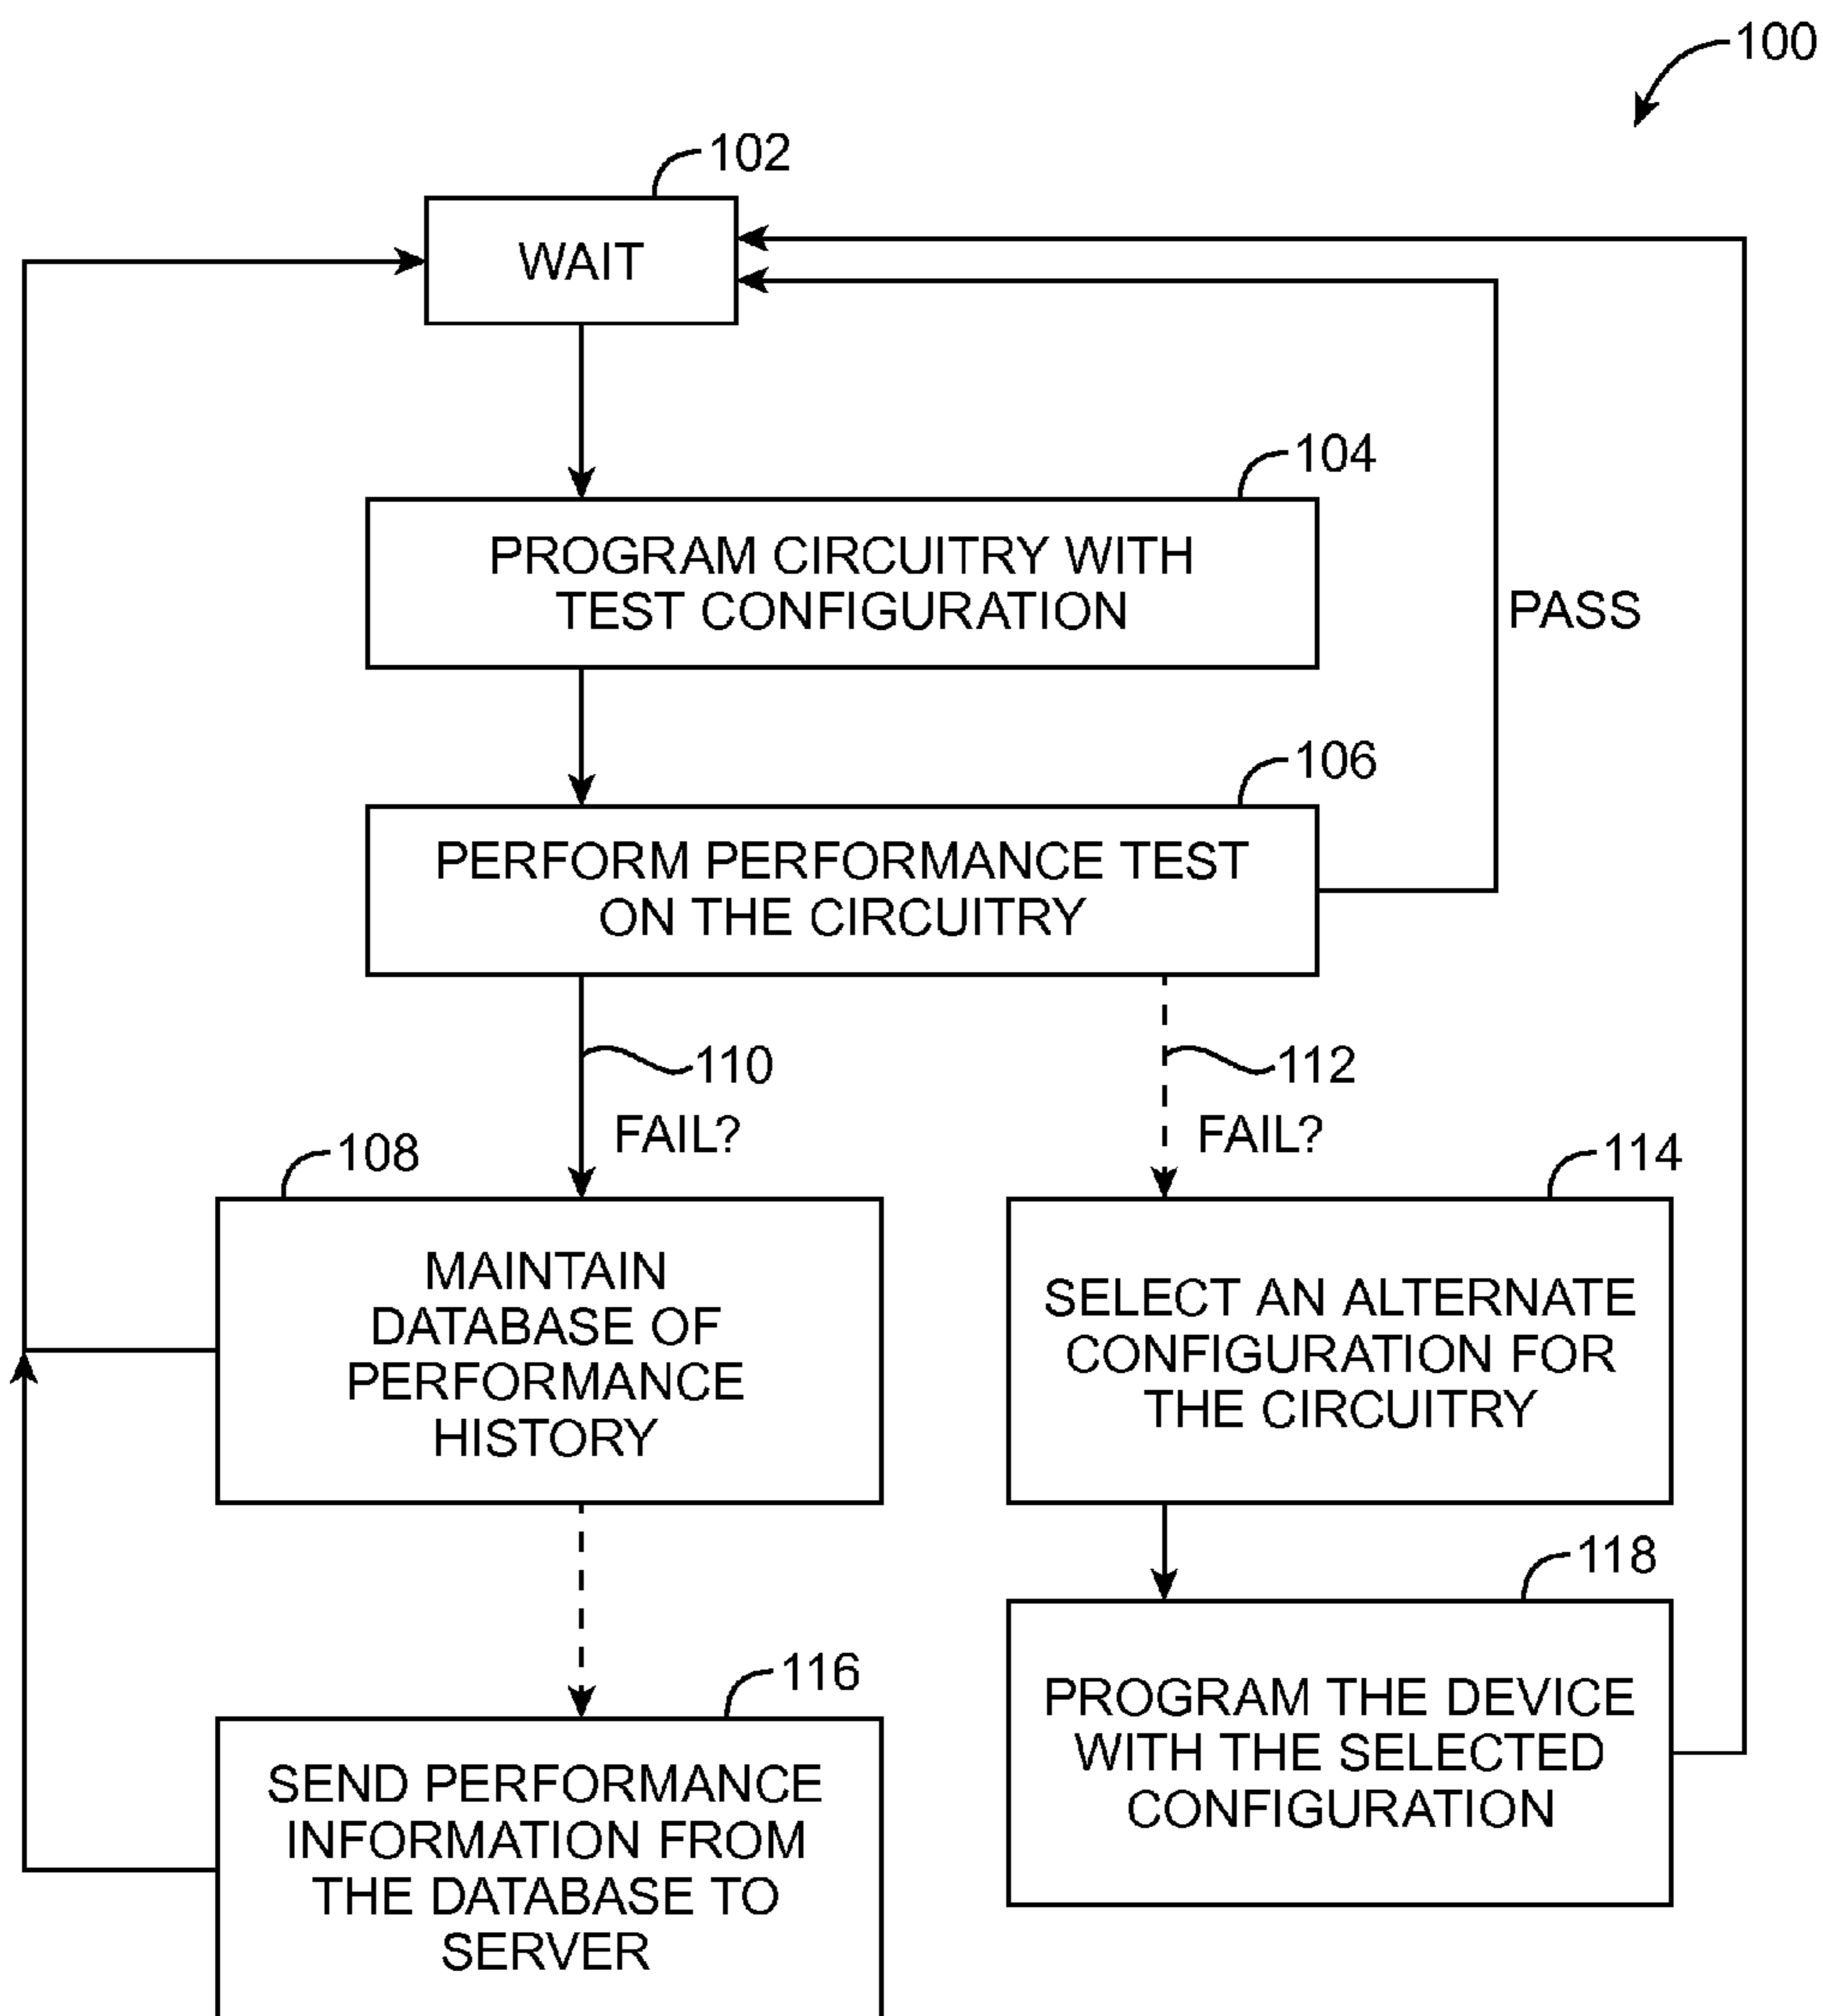 100
102
WAIT
104
PROGRAM CIRCUITRY WITH
TEST CONFIGURATION
PASS
106
PERFORM PERFORMANCE TEST
ON THE CIRCUITRY
110
FAIL?
112
FAIL?
108
MAINTAIN
DATABASE OF
PERFORMANCE
HISTORY
114
SELECT AN ALTERNATE
CONFIGURATION FOR
THE CIRCUITRY
116
SEND PERFORMANCE
INFORMATION FROM
THE DATABASE TO
SERVER
118
PROGRAM THE DEVICE
WITH THE SELECTED
CONFIGURATION